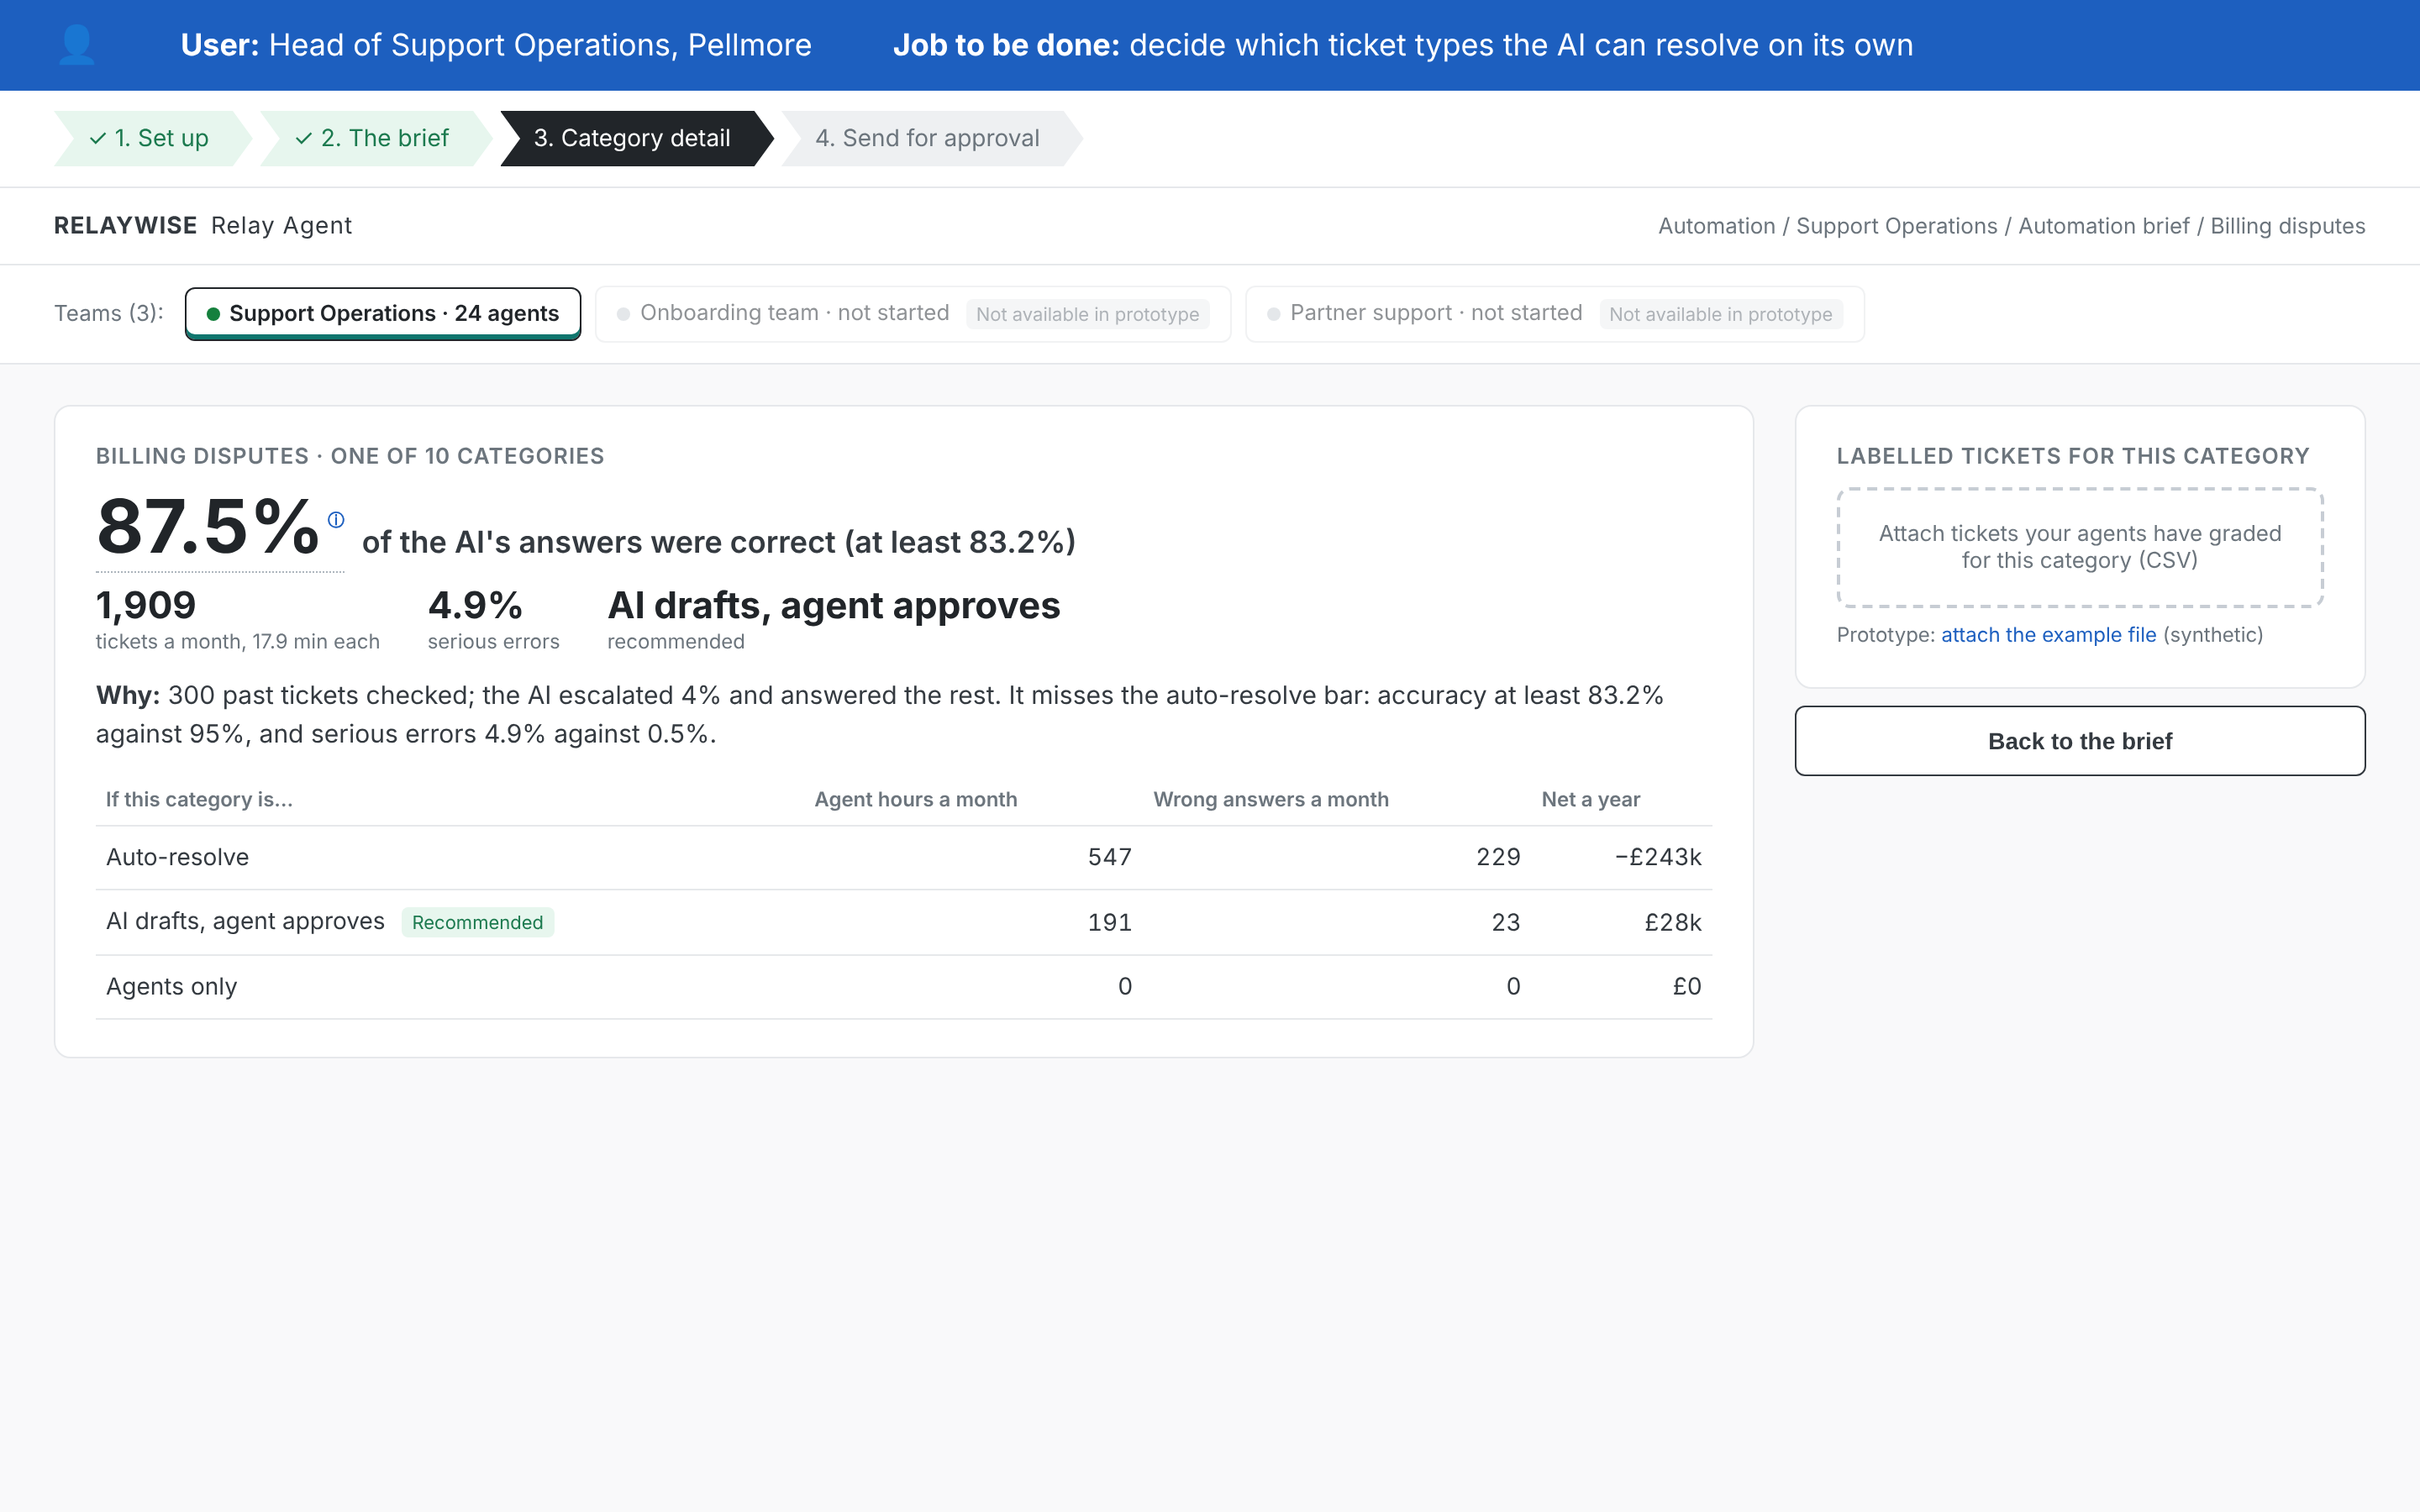 User: Head of Support Operations, Pellmore
Job to be done: decide which ticket types the AI can resolve on its own
✓ 1. Set up
✓ 2. The brief
3. Category detail
4. Send for approval
RELAYWISE Relay Agent
Automation / Support Operations / Automation brief / Billing disputes
Teams (3):
Support Operations · 24 agents
Onboarding team · not started Not available in prototype
Partner support · not started Not available in prototype
BILLING DISPUTES · ONE OF 10 CATEGORIES
87.5% ⓘ of the AI's answers were correct (at least 83.2%)
1,909
tickets a month, 17.9 min each
4.9%
serious errors
AI drafts, agent approves
recommended
Why: 300 past tickets checked; the AI escalated 4% and answered the rest. It misses the auto-resolve bar: accuracy at least 83.2%
against 95%, and serious errors 4.9% against 0.5%.
If this category is... Agent hours a month Wrong answers a month Net a year
Auto-resolve 547 229 −£243k
AI drafts, agent approves Recommended 191 23 £28k
Agents only 0 0 £0
LABELLED TICKETS FOR THIS CATEGORY
Attach tickets your agents have graded
for this category (CSV)
Prototype: attach the example file (synthetic)
Back to the brief